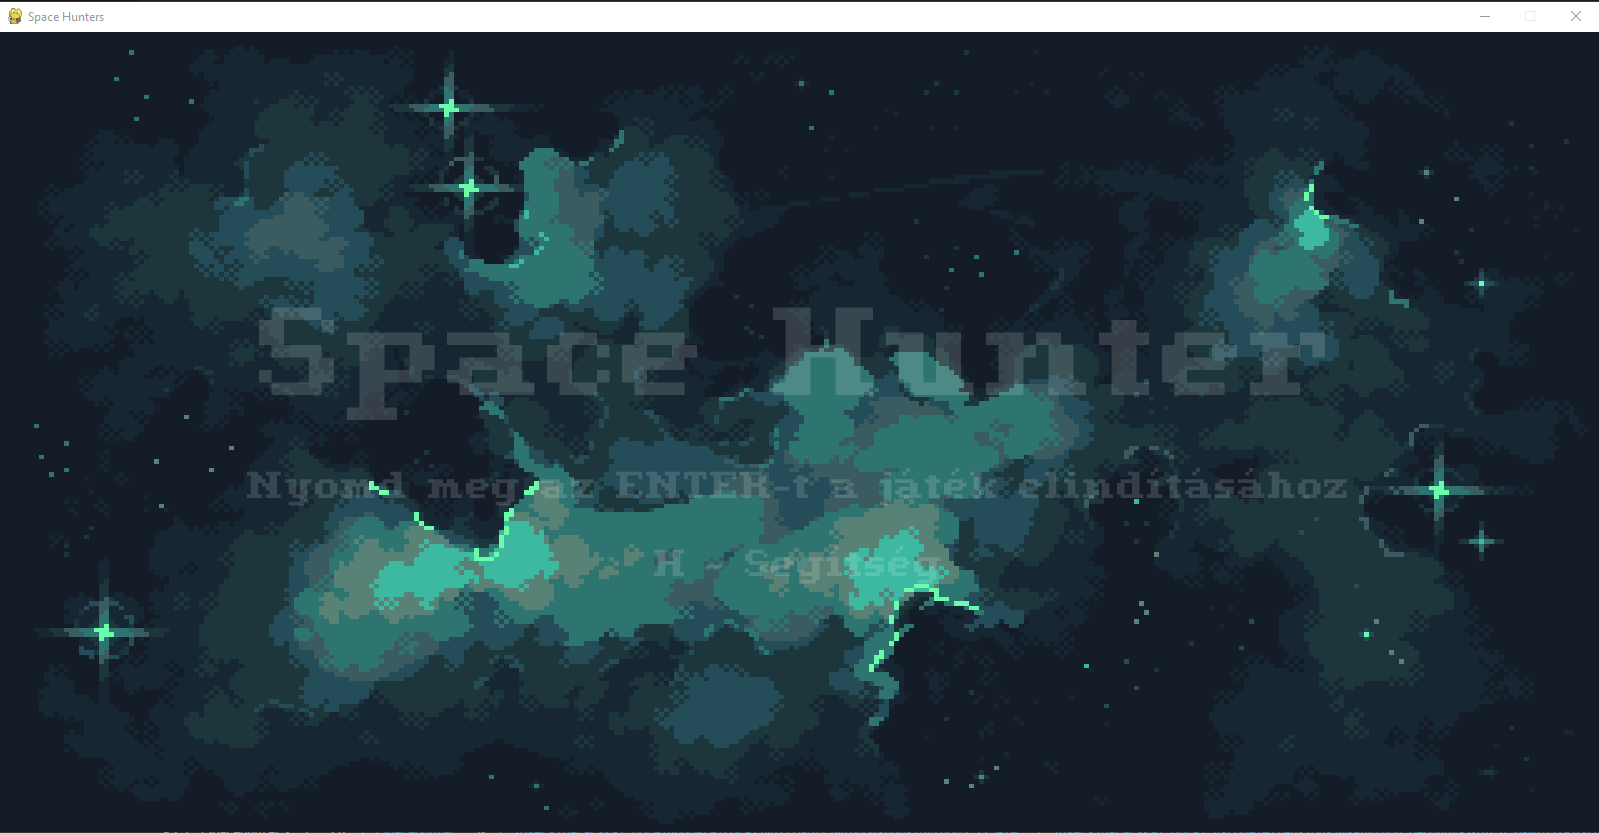 Space Hunters
Space Hunter
Nyomd meg az ENTER-t a játék elindításához
H ~ Segítség